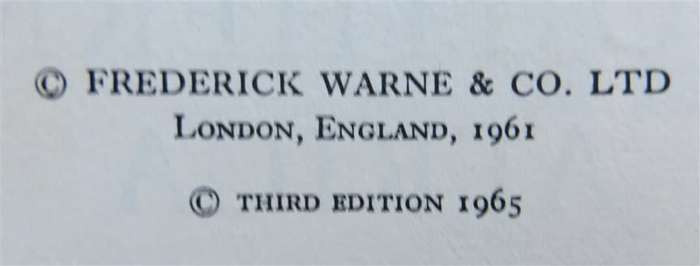 © FREDERICK WARNE & CO. LTD
LONDON, ENGLAND, 1961
© THIRD EDITION 1965